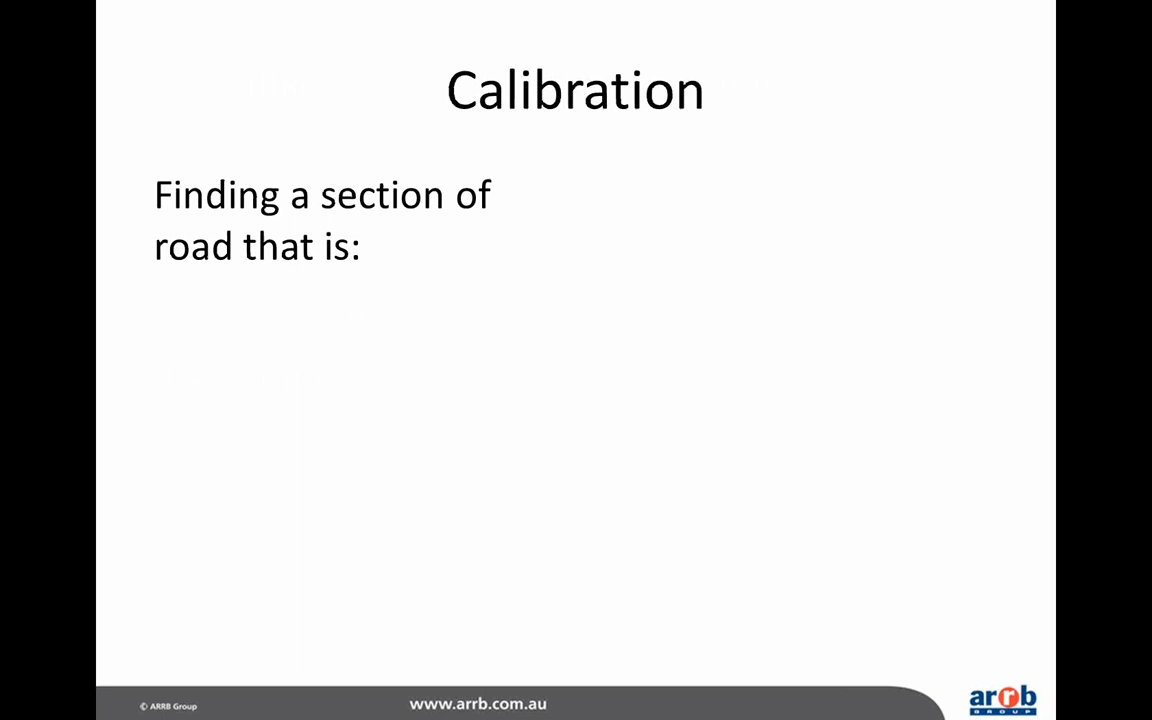 Calibration
Finding a section of
road that is:
© ARRB Group
www.arrb.com.au
arrb
GROUP